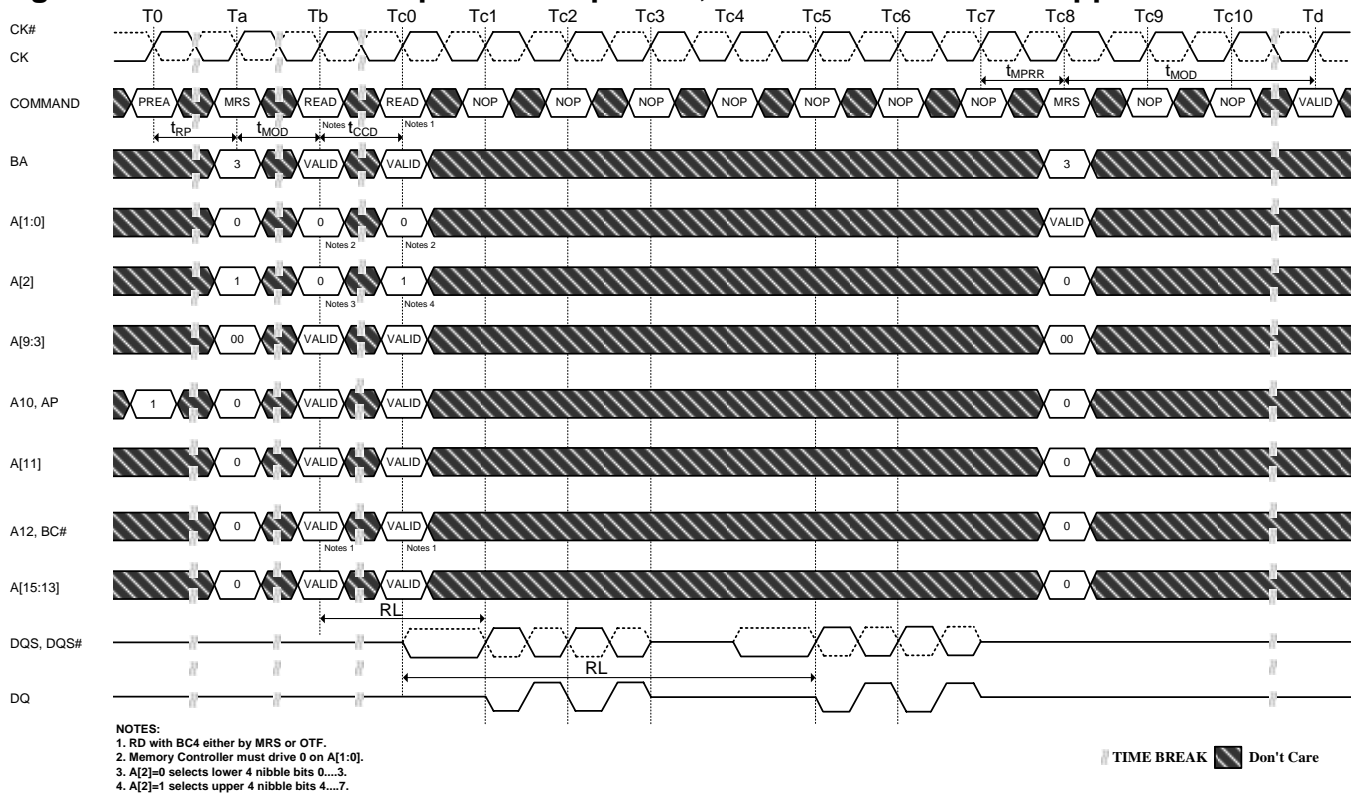 T0 Ta Tb Tc0 Tc1 Tc2 Tc3 Tc4 Tc5 Tc6 Tc7 Tc8 Tc9 Tc10 Td
CK#
CK
tMPRR tMOD
COMMAND PREA MRS READ READ NOP NOP NOP NOP NOP NOP NOP MRS NOP NOP VALID
Notes 1 Notes 1
tRP tMOD tCCD
BA 3 VALID VALID 3
A[1:0] 0 0 0 VALID
Notes 2 Notes 2
A[2] 1 0 1 0
Notes 3 Notes 4
A[9:3] 00 VALID VALID 00
A10, AP 1 0 VALID VALID 0
A[11] 0 VALID VALID 0
A12, BC# 0 VALID VALID 0
Notes 1 Notes 1
A[15:13] 0 VALID VALID 0
RL
DQS, DQS#
RL
DQ
NOTES:
1. RD with BC4 either by MRS or OTF.
2. Memory Controller must drive 0 on A[1:0].
3. A[2]=0 selects lower 4 nibble bits 0....3.
4. A[2]=1 selects upper 4 nibble bits 4....7.
TIME BREAK Don't Care